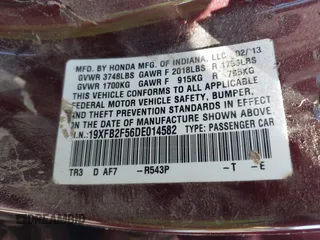 MFD. BY HONDA MFG. OF INDIANA, LLC 02/13
GVWR 3748LBS GAWR F 2018LBS R 1753LBS
GVWR 1700KG GAWR F 915KG R 795KG
THIS VEHICLE CONFORMS TO ALL APPLICABLE
FEDERAL MOTOR VEHICLE SAFETY, BUMPER,
AND THEFT PREVENTION STANDARDS IN EFFECT
ON THE DATE OF MANUFACTURE SHOWN ABOVE.
V.I.N.: 19XFB2F56DE014582 TYPE: PASSENGER CAR
TR3 D AF7 - R543P - T - E